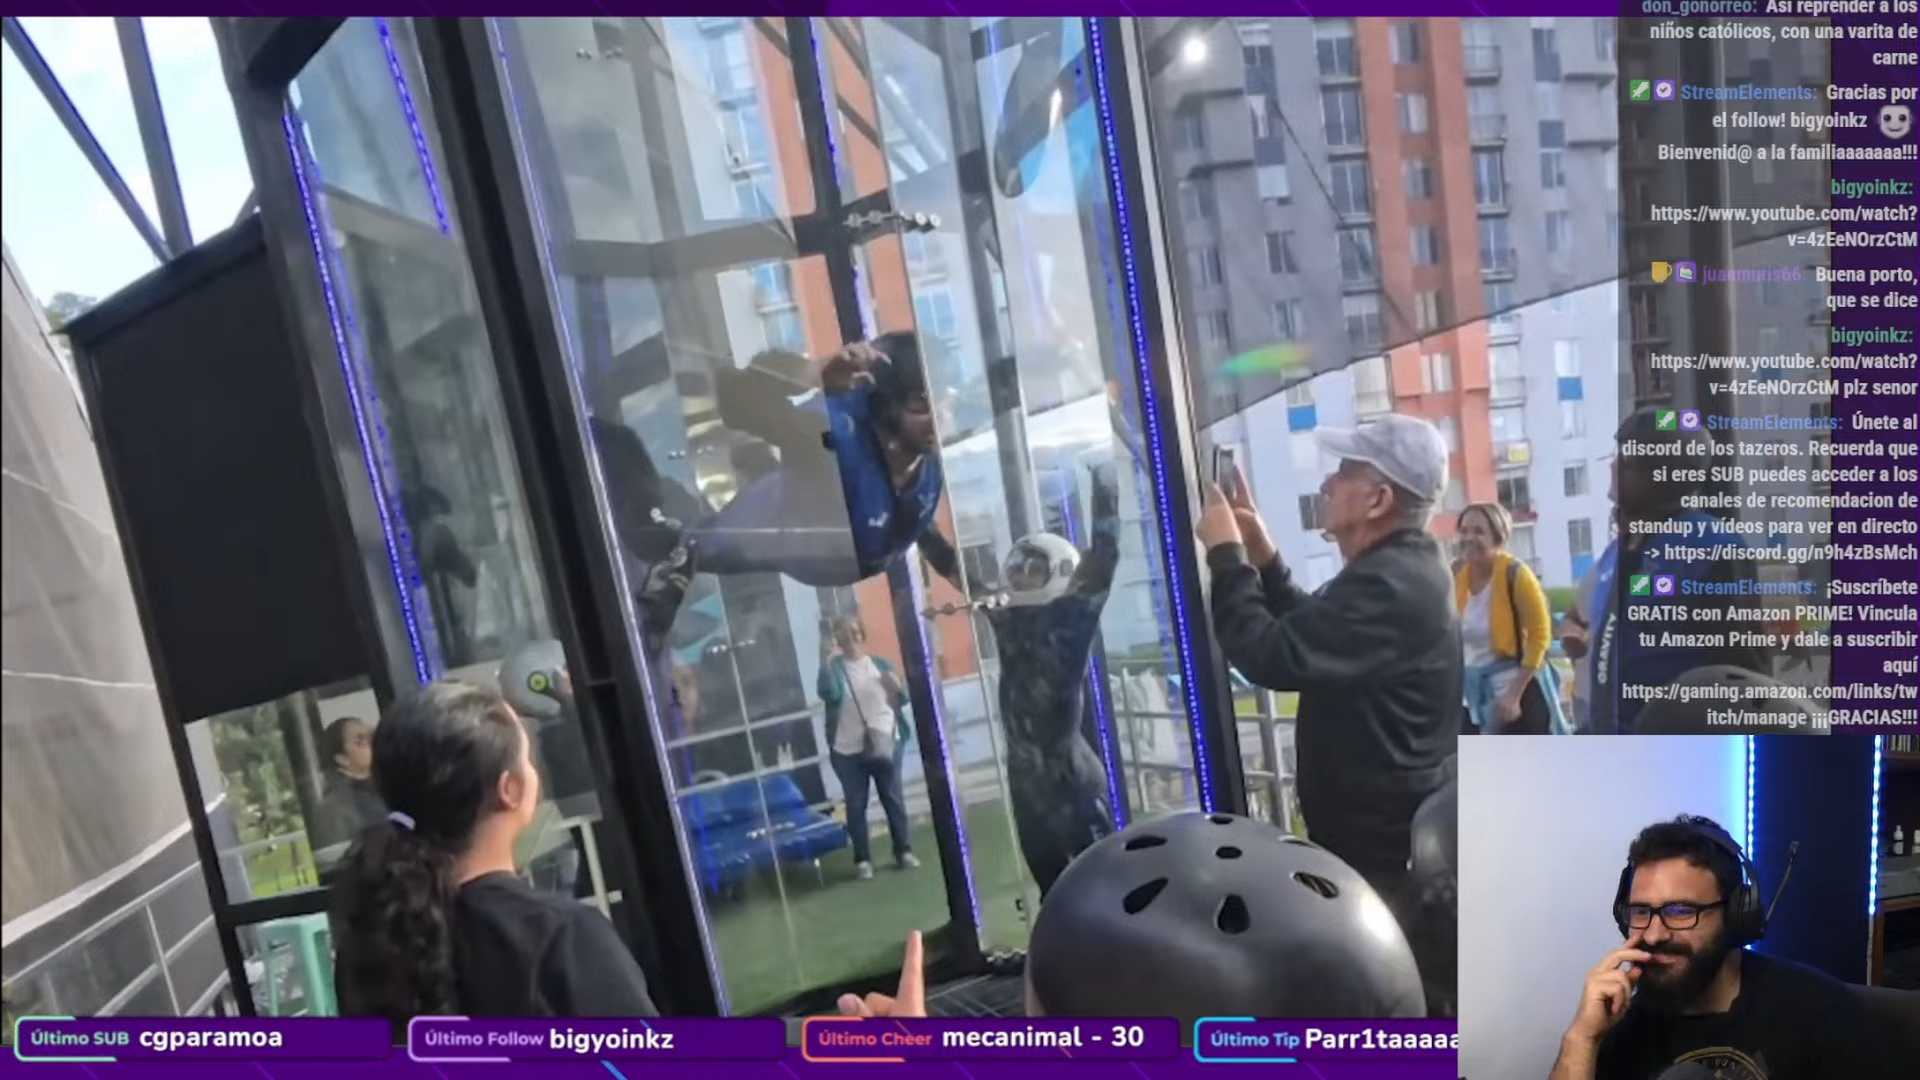 don_gonorreo: Así reprender a los
niños católicos, con una varita de
carne
StreamElements: Gracias por
el follow! bigyoinkz
Bienvenid@ a la familiaaaaaaa!!!
bigyoinkz:
https://www.youtube.com/watch?
v=4zEeNOrzCtM
juanmutis66: Buena porto,
que se dice
bigyoinkz:
https://www.youtube.com/watch?
v=4zEeNOrzCtM plz senor
StreamElements: Únete al
discord de los tazeros. Recuerda que
si eres SUB puedes acceder a los
canales de recomendacion de
standup y vídeos para ver en directo
-> https://discord.gg/n9h4zBsMch
StreamElements: ¡Suscríbete
GRATIS con Amazon PRIME! Vincula
tu Amazon Prime y dale a suscribir
aquí
https://gaming.amazon.com/links/tw
itch/manage ¡¡¡GRACIAS!!!
GRAVITY
Último SUB cgparamoa
Último Follow bigyoinkz
Último Cheer mecanimal - 30
Último Tip Parr1taaaaa